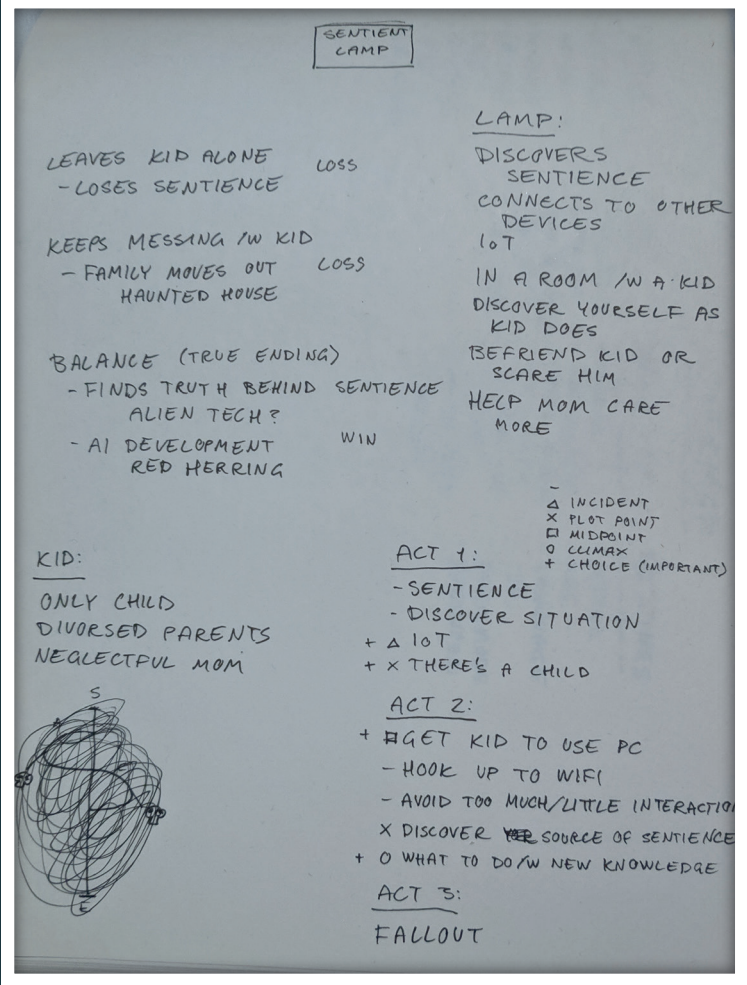 SENTIENT
LAMP
LEAVES KID ALONE LOSS
- LOSES SENTIENCE
KEEPS MESSING /W KID
- FAMILY MOVES OUT LOSS
HAUNTED HOUSE
BALANCE (TRUE ENDING)
- FINDS TRUTH BEHIND SENTIENCE
ALIEN TECH?
- AI DEVELOPMENT WIN
RED HERRING
LAMP:
DISCOVERS
SENTIENCE
CONNECTS TO OTHER
DEVICES
IoT
IN A ROOM /W A KID
DISCOVER YOURSELF AS
KID DOES
BEFRIEND KID OR
SCARE HIM
HELP MOM CARE
MORE
-
△ INCIDENT
× PLOT POINT
□ MIDPOINT
O CLIMAX
+ CHOICE (IMPORTANT)
KID:
ONLY CHILD
DIVORSED PARENTS
NEGLECTFUL MOM
S
E
ACT 1:
- SENTIENCE
- DISCOVER SITUATION
+ △ IOT
+ × THERE'S A CHILD
ACT 2:
+ □ GET KID TO USE PC
- HOOK UP TO WIFI
- AVOID TOO MUCH/LITTLE INTERACTIO
× DISCOVER SOURCE OF SENTENCE
+ O WHAT TO DO /W NEW KNOWLEDGE
ACT 3:
FALLOUT